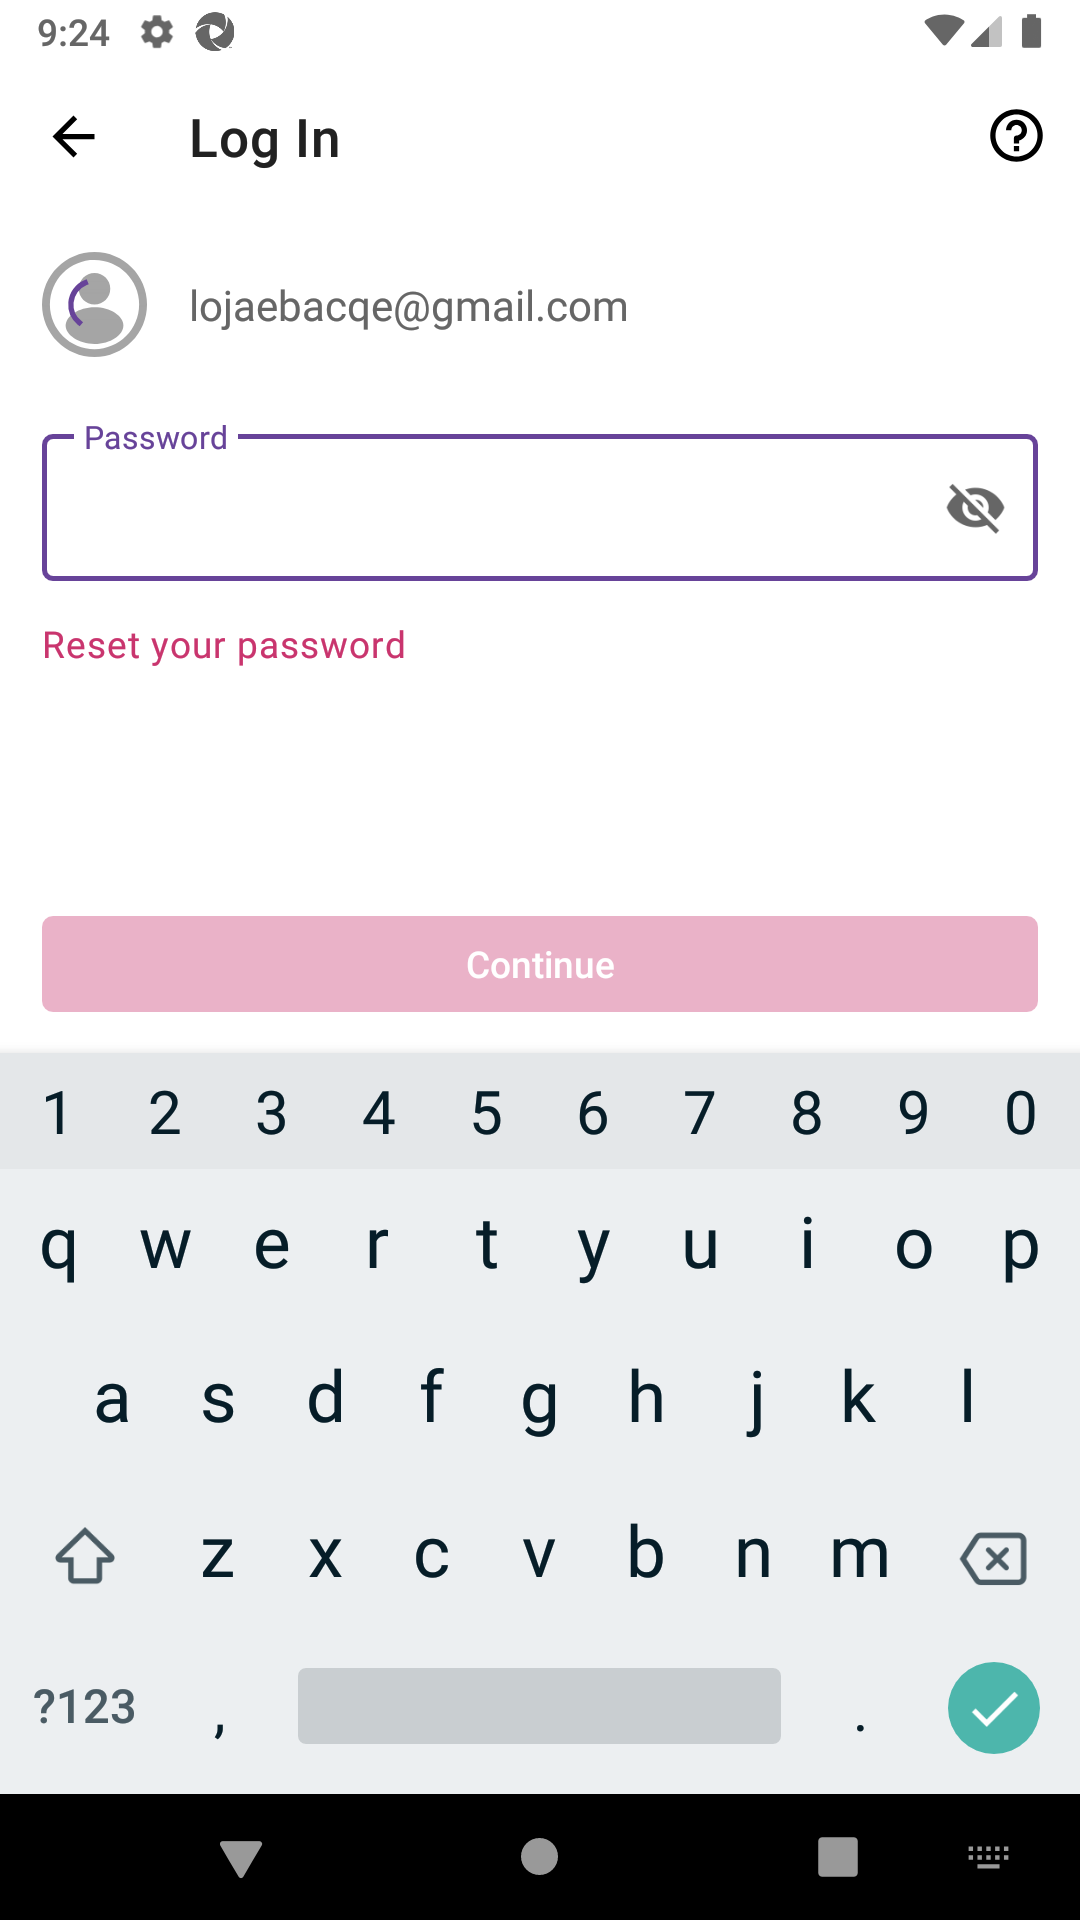 9:24
Log In
lojaebacqe@gmail.com
Password
Reset your password
Continue
1 2 3 4 5 6 7 8 9 0
q w e r t y u i o p
a s d f g h j k l
z x c v b n m
?123 , .